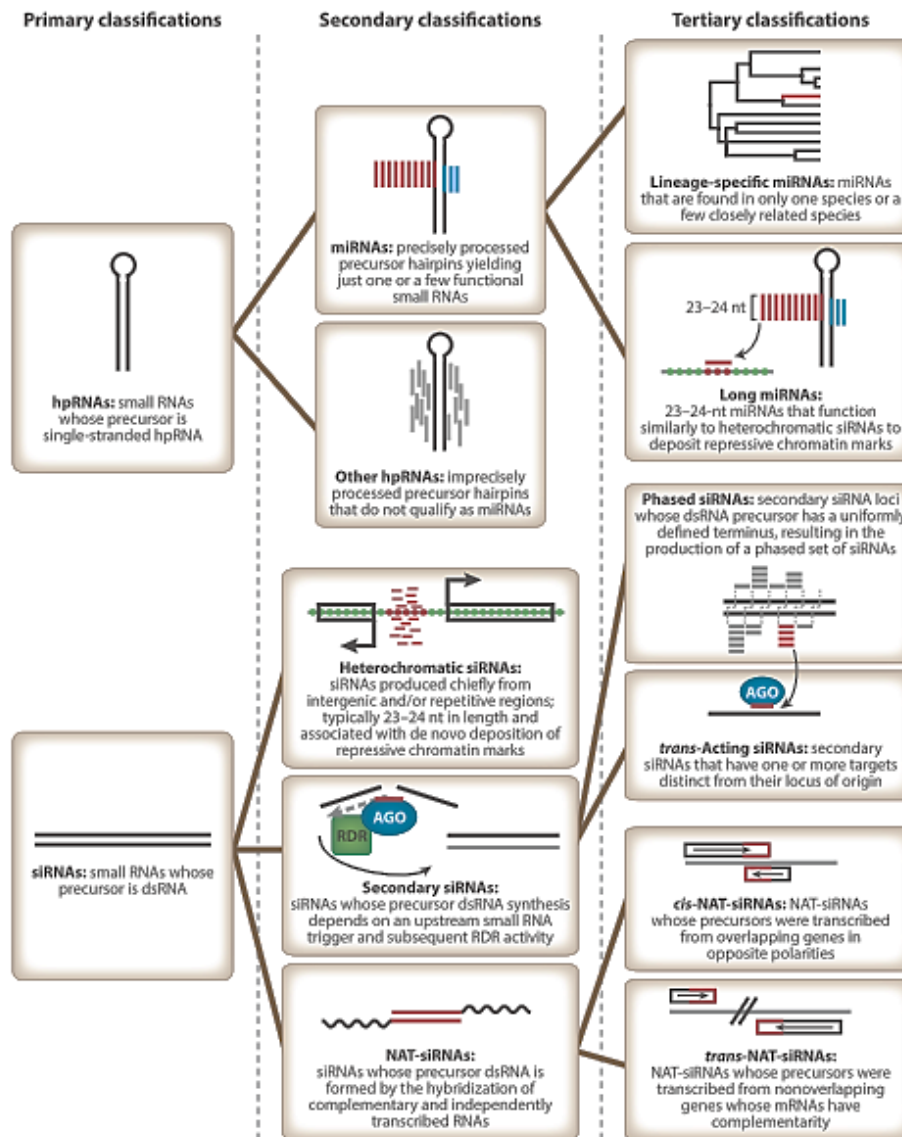 Primary classifications
Secondary classifications
Tertiary classifications
hpRNAs: small RNAs
whose precursor is
single-stranded hpRNA
miRNAs: precisely processed
precursor hairpins yielding
just one or a few functional
small RNAs
Other hpRNAs: imprecisely
processed precursor hairpins
that do not qualify as miRNAs
Lineage-specific miRNAs: miRNAs
that are found in only one species or a
few closely related species
23–24 nt
Long miRNAs:
23–24-nt miRNAs that function
similarly to heterochromatic siRNAs to
deposit repressive chromatin marks
siRNAs: small RNAs whose
precursor is dsRNA
Heterochromatic siRNAs:
siRNAs produced chiefly from
intergenic and/or repetitive regions;
typically 23–24 nt in length and
associated with de novo deposition of
repressive chromatin marks
RDR
AGO
Secondary siRNAs:
siRNAs whose precursor dsRNA synthesis
depends on an upstream small RNA
trigger and subsequent RDR activity
NAT-siRNAs:
siRNAs whose precursor dsRNA is
formed by the hybridization of
complementary and independently
transcribed RNAs
Phased siRNAs: secondary siRNA loci
whose dsRNA precursor has a uniformly
defined terminus, resulting in the
production of a phased set of siRNAs
AGO
trans-Acting siRNAs: secondary
siRNAs that have one or more targets
distinct from their locus of origin
cis-NAT-siRNAs: NAT-siRNAs
whose precursors were transcribed
from overlapping genes in
opposite polarities
trans-NAT-siRNAs:
NAT-siRNAs whose precursors were
transcribed from nonoverlapping
genes whose mRNAs have
complementarity